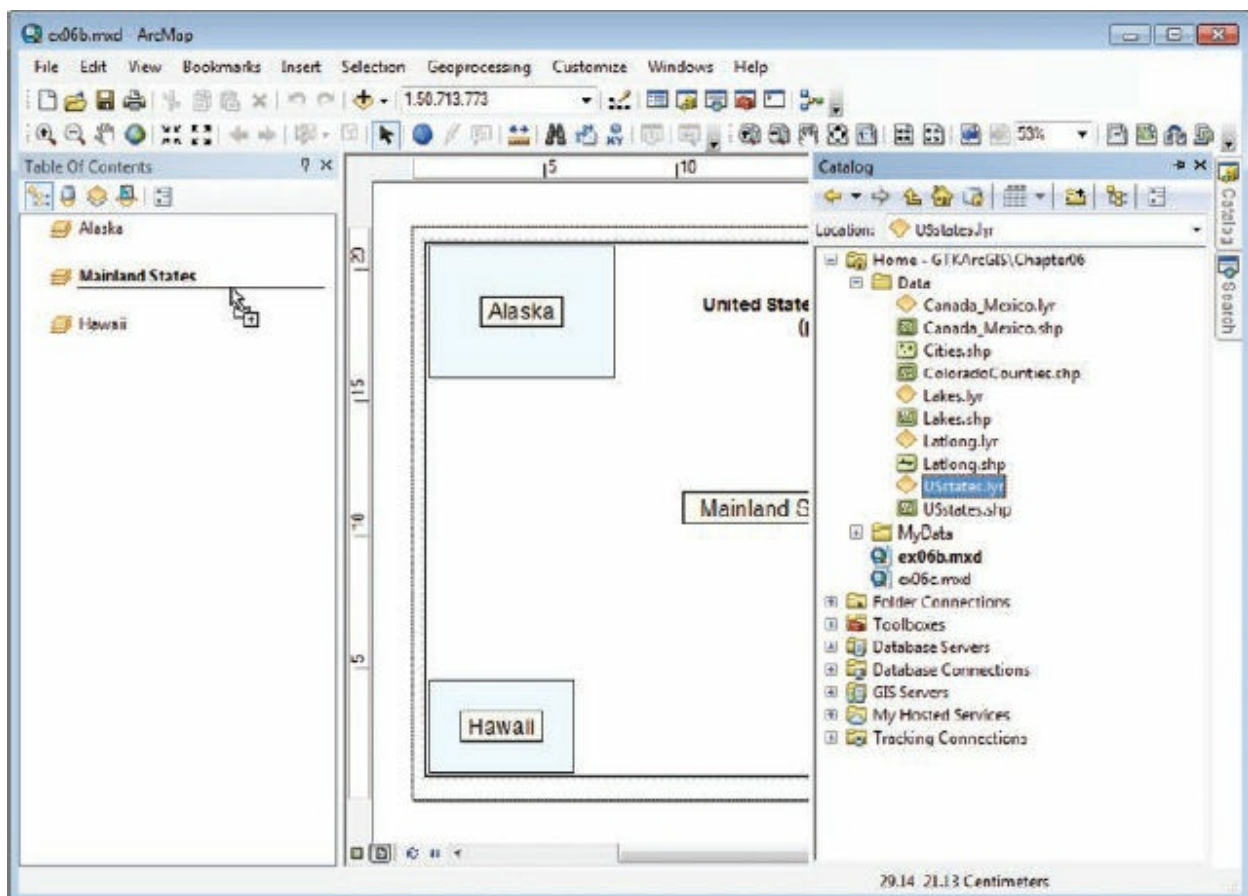 ex06b.mxd - ArcMap
File Edit View Bookmarks Insert Selection Geoprocessing Customize Windows Help
1:50,713,773
53%
Table Of Contents
Alaska
Mainland States
Hawaii
5
10
20
15
10
5
Alaska
United State
Mainland S
Hawaii
Catalog
Location: USstates.lyr
Home - GTKArcGIS\Chapter06
Data
Canada_Mexico.lyr
Canada_Mexico.shp
Cities.shp
ColoradoCounties.shp
Lakes.lyr
Lakes.shp
Latlong.lyr
Latlong.shp
USstates.lyr
USstates.shp
MyData
ex06b.mxd
ex06c.mxd
Folder Connections
Toolboxes
Database Servers
Database Connections
GIS Servers
My Hosted Services
Tracking Connections
Catalog
Search
29.14 21.13 Centimeters